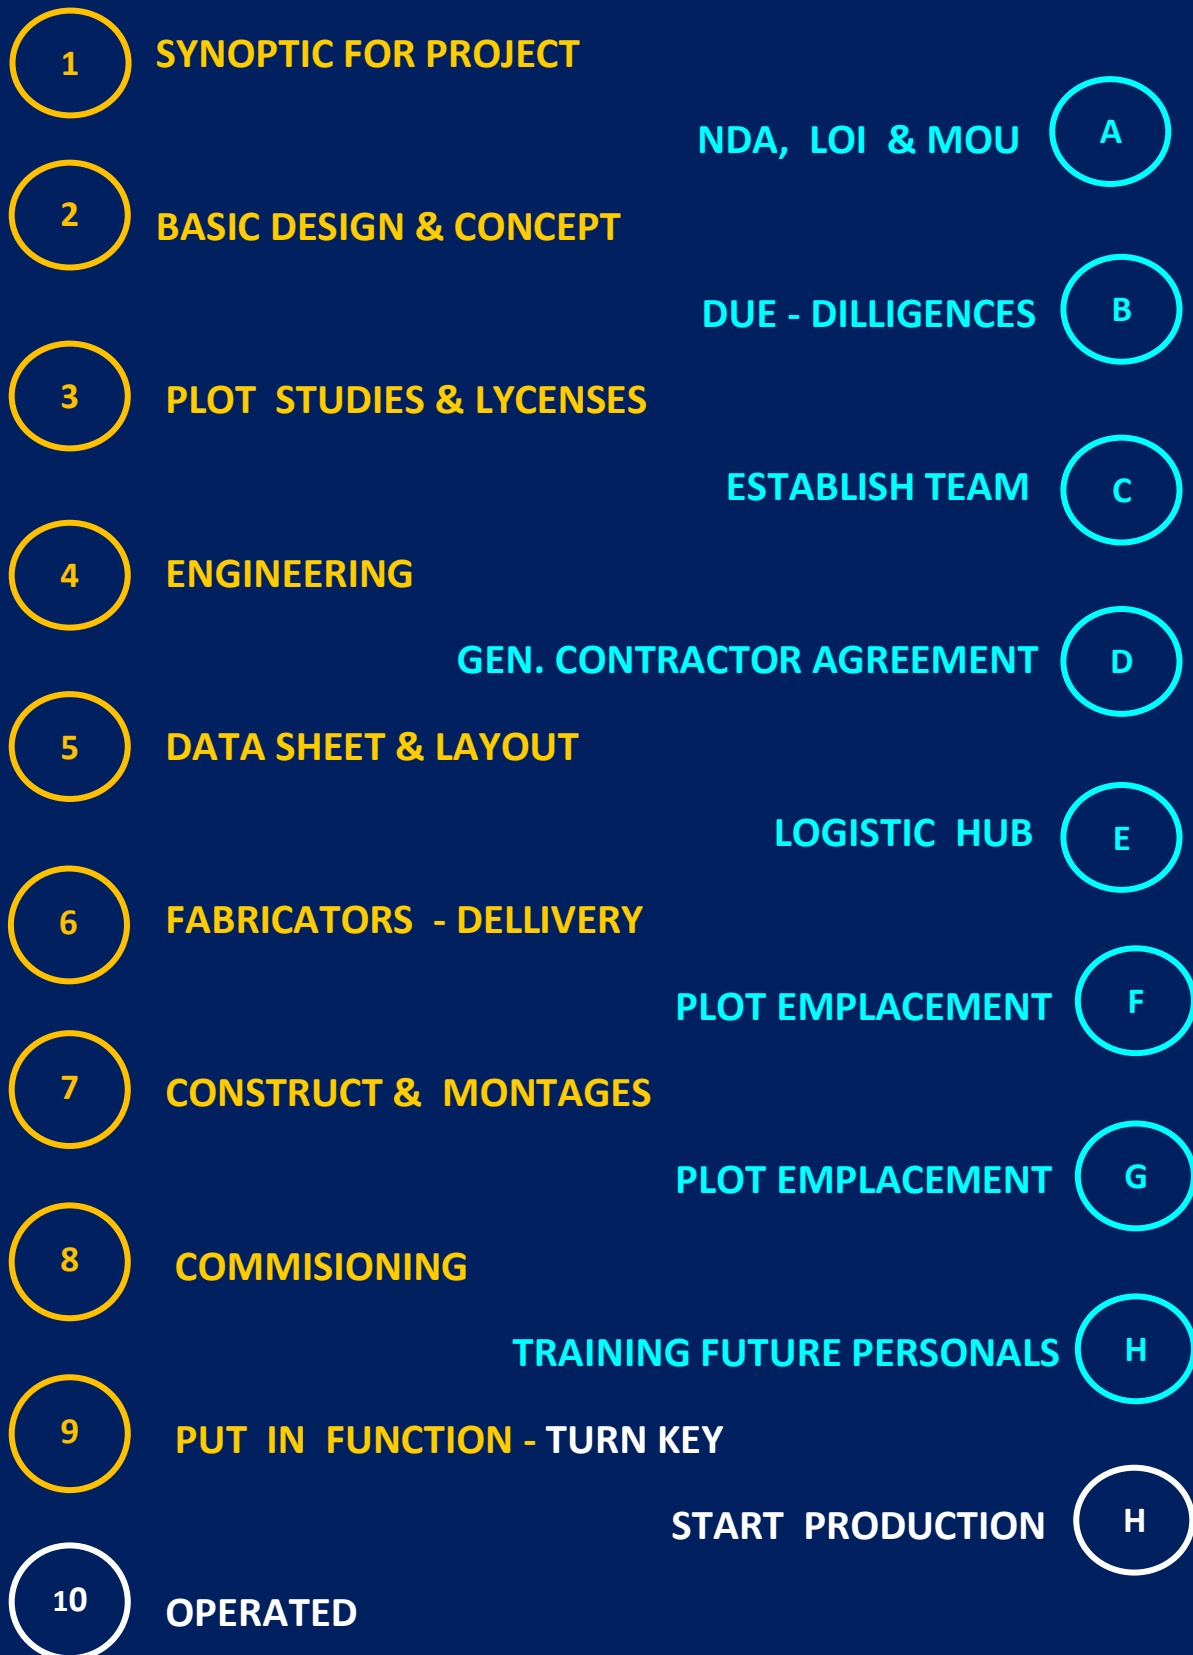 1 SYNOPTIC FOR PROJECT
NDA, LOI & MOU A
2 BASIC DESIGN & CONCEPT
DUE - DILLIGENCES B
3 PLOT STUDIES & LYCENSES
ESTABLISH TEAM C
4 ENGINEERING
GEN. CONTRACTOR AGREEMENT D
5 DATA SHEET & LAYOUT
LOGISTIC HUB E
6 FABRICATORS - DELLIVERY
PLOT EMPLACEMENT F
7 CONSTRUCT & MONTAGES
PLOT EMPLACEMENT G
8 COMMISIONING
TRAINING FUTURE PERSONALS H
9 PUT IN FUNCTION - TURN KEY
START PRODUCTION H
10 OPERATED